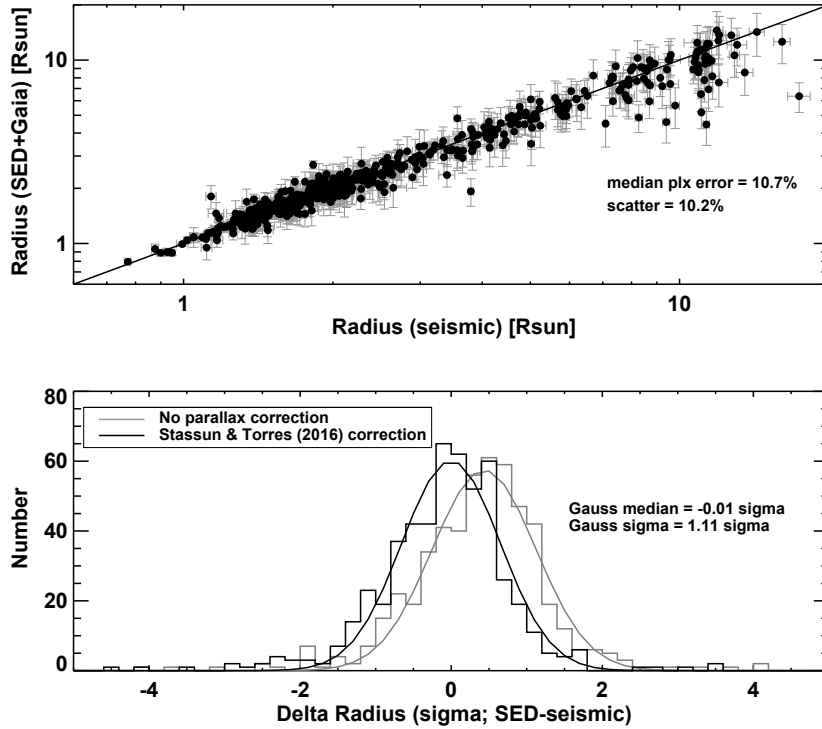 10
1
Radius (SED+Gaia) [Rsun]
median plx error = 10.7%
scatter = 10.2%
1
10
Radius (seismic) [Rsun]
80
60
40
20
0
Number
No parallax correction
Stassun & Torres (2016) correction
Gauss median = -0.01 sigma
Gauss sigma = 1.11 sigma
-4
-2
0
2
4
Delta Radius (sigma; SED-seismic)